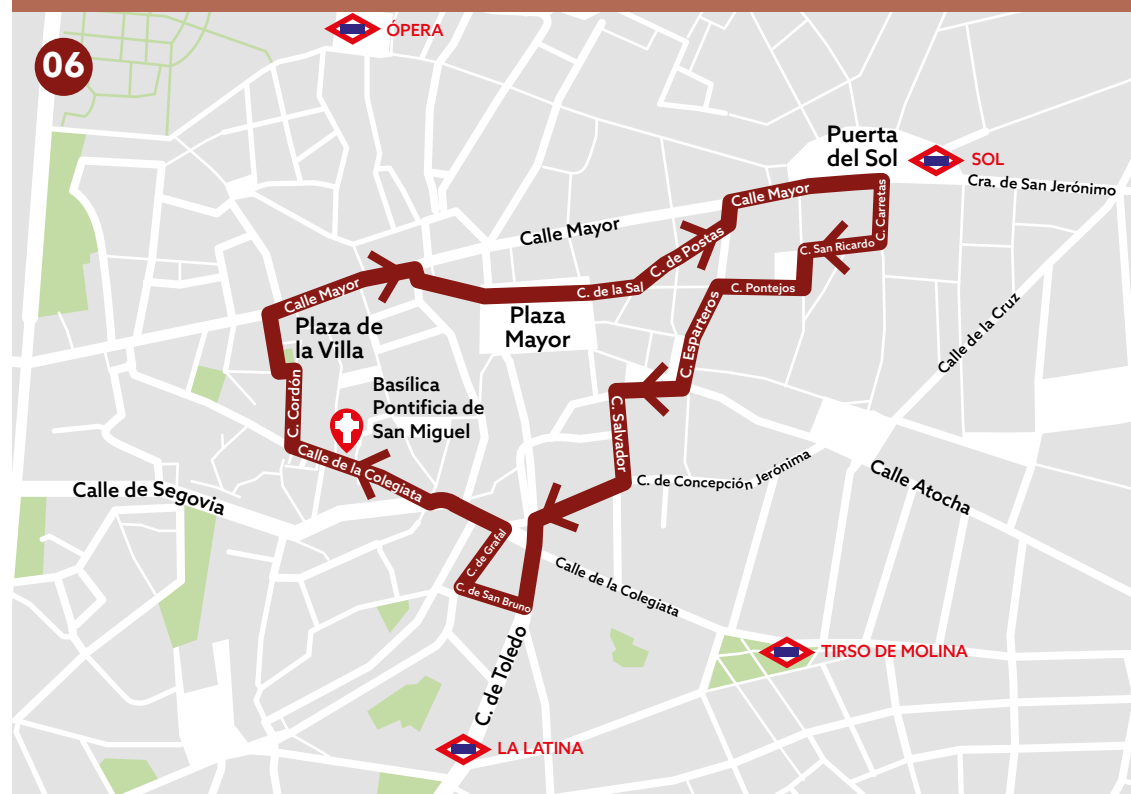 06
ÓPERA
Puerta
del Sol
SOL
Cra. de San Jerónimo
Calle Mayor
C. Carretas
Calle Mayor
C. San Ricardo
C. de Postas
Calle Mayor
C. de la Sal
C. Pontejos
Plaza de
la Villa
Plaza
Mayor
C. Esparteros
Calle de la Cruz
C. Cordón
Basílica
Pontificia de
San Miguel
C. Salvador
Calle de la Colegiata
C. de Concepción Jerónima
Calle Atocha
Calle de Segovia
C. de Grafal
C. de San Bruno
Calle de la Colegiata
C. de Toledo
TIRSO DE MOLINA
LA LATINA